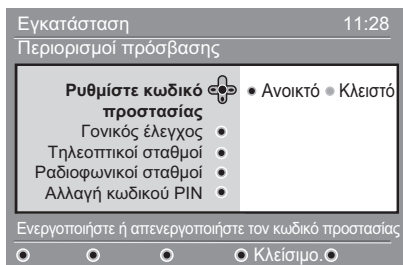 Εγκατάσταση 11:28
Περιορισμοί πρόσβασης
Ρυθμίστε κωδικό
προστασίας
Ανοικτό Κλειστό
Γονικός έλεγχος
Τηλεοπτικοί σταθμοί
Ραδιοφωνικοί σταθμοί
Αλλαγή κωδικού PIN
Ενεργοποιήστε ή απενεργοποιήστε τον κωδικό προστασίας
Κλείσιμο.